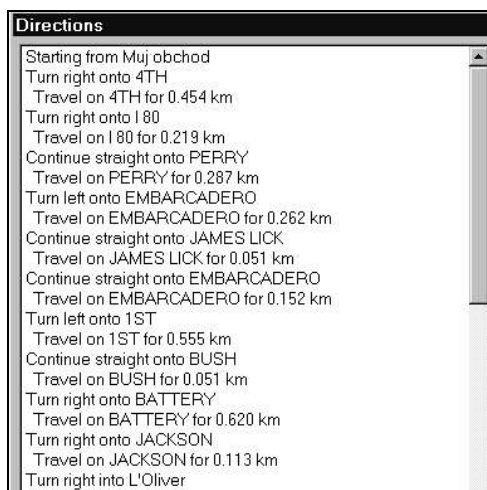 Directions
Starting from Muj obchod
Turn right onto 4TH
Travel on 4TH for 0.454 km
Turn right onto I 80
Travel on I 80 for 0.219 km
Continue straight onto PERRY
Travel on PERRY for 0.287 km
Turn left onto EMBARCADERO
Travel on EMBARCADERO for 0.262 km
Continue straight onto JAMES LICK
Travel on JAMES LICK for 0.051 km
Continue straight onto EMBARCADERO
Travel on EMBARCADERO for 0.152 km
Turn left onto 1ST
Travel on 1ST for 0.555 km
Continue straight onto BUSH
Travel on BUSH for 0.051 km
Turn right onto BATTERY
Travel on BATTERY for 0.620 km
Turn right onto JACKSON
Travel on JACKSON for 0.113 km
Turn right into L'Oliver